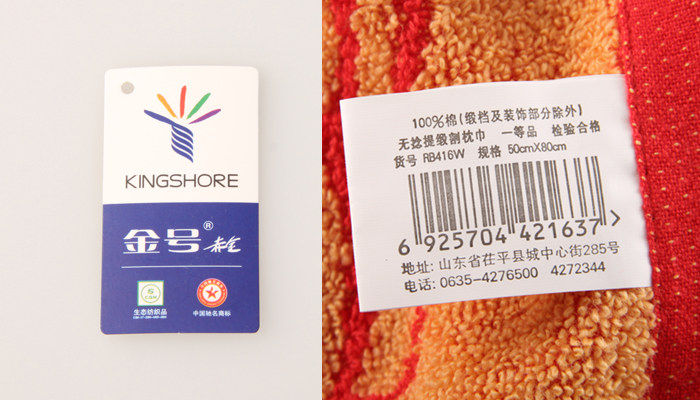 KINGSHORE
金号®
生态纺织品
中国驰名商标
100%棉(缎档及装饰部分除外)
无捻提缎割枕巾 一等品 检验合格
货号 RB416W 规格 50cmX80cm
6 925704 421637 >
地址: 山东省茌平县城中心街285号
电话: 0635-4276500 4272344